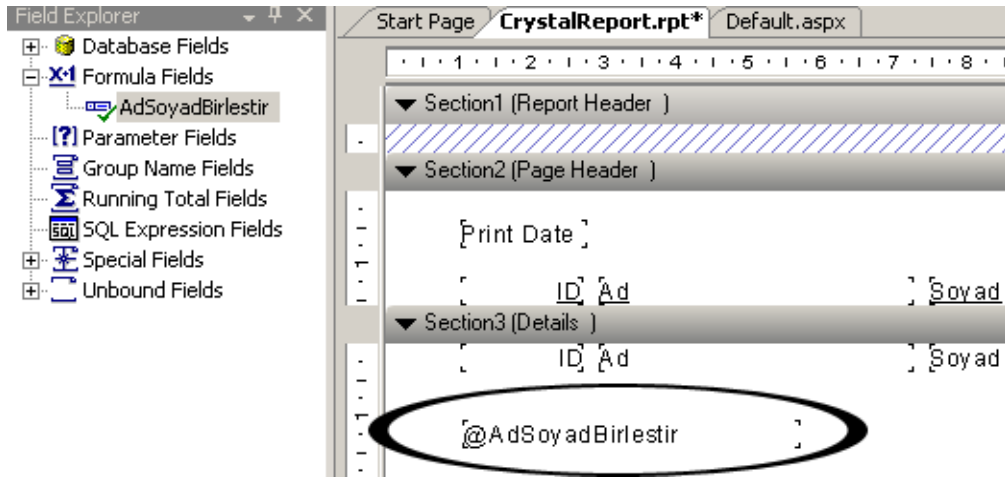 Field Explorer
Database Fields
Formula Fields
AdSoyadBirlestir
Parameter Fields
Group Name Fields
Running Total Fields
SQL Expression Fields
Special Fields
Unbound Fields
Start Page CrystalReport.rpt* Default.aspx
1 2 3 4 5 6 7 8
Section1 (Report Header )
Section2 (Page Header )
Print Date
ID Ad Soyad
Section3 (Details )
ID Ad Soyad
@AdSoyadBirlestir